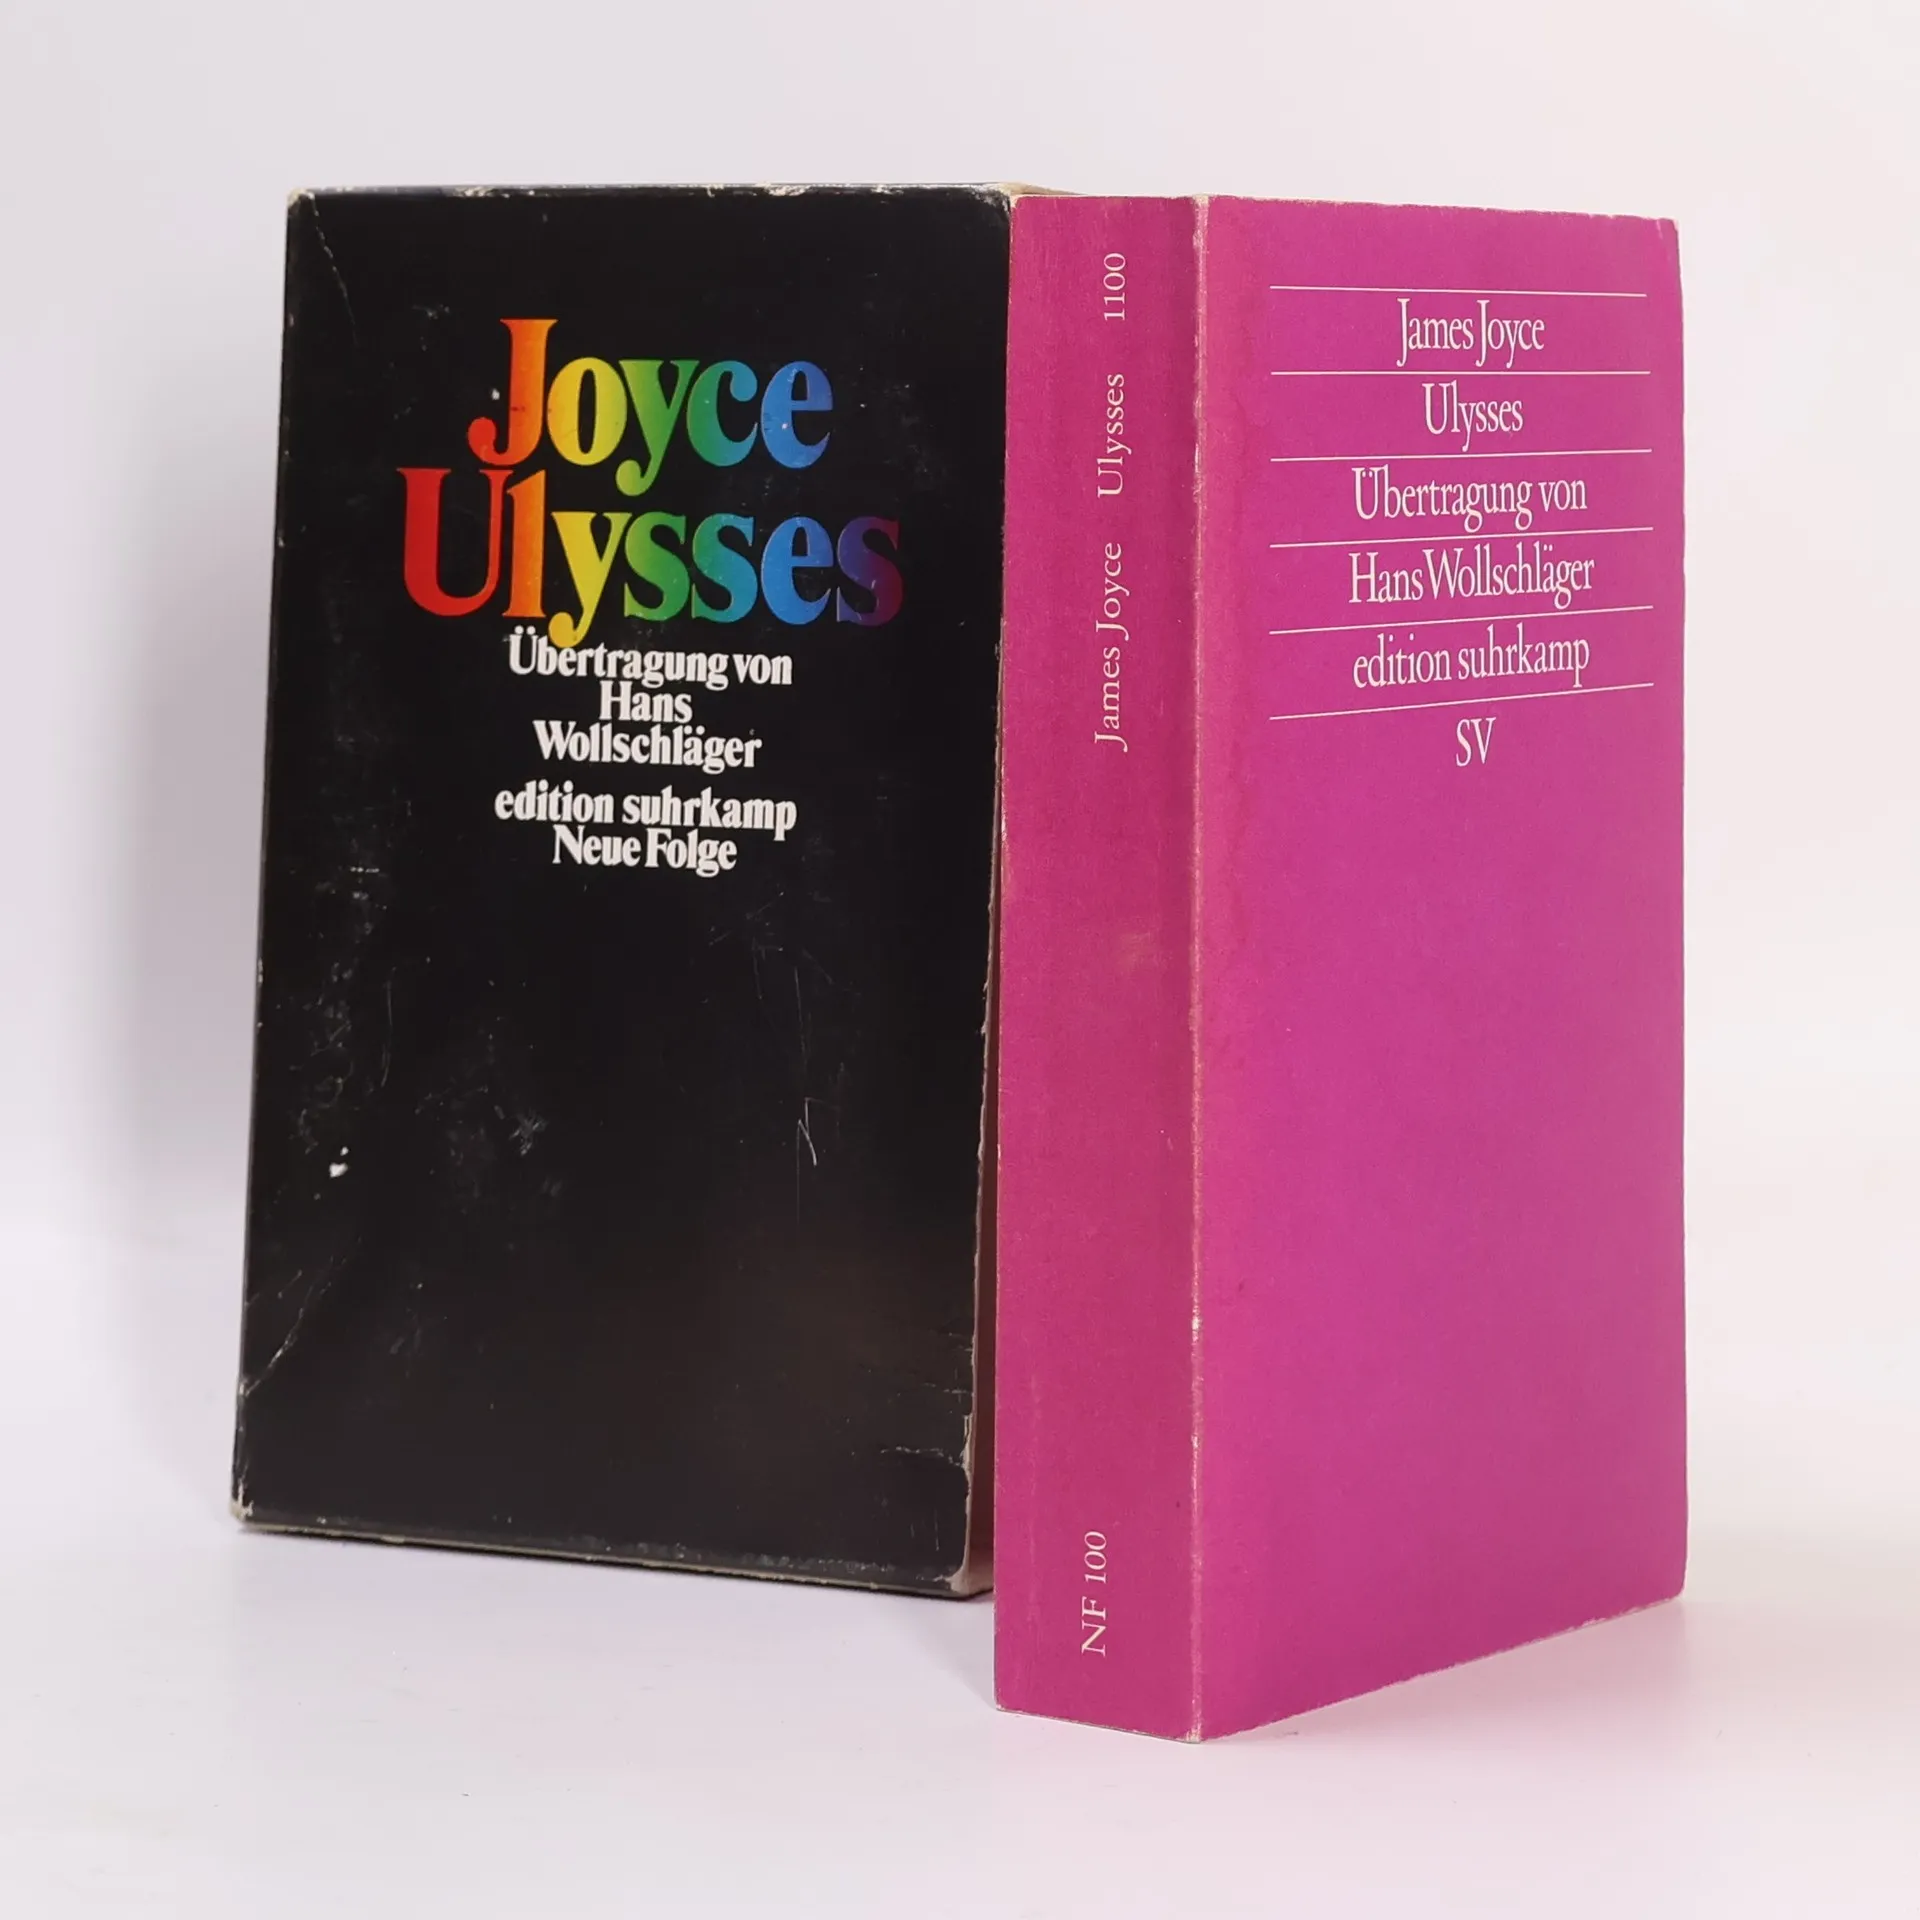 Joyce
Ulysses
Übertragung von
Hans
Wollschläger
edition suhrkamp
Neue Folge
James Joyce Ulysses 1100
NF 100
James Joyce
Ulysses
Übertragung von
Hans Wollschläger
edition suhrkamp
SV